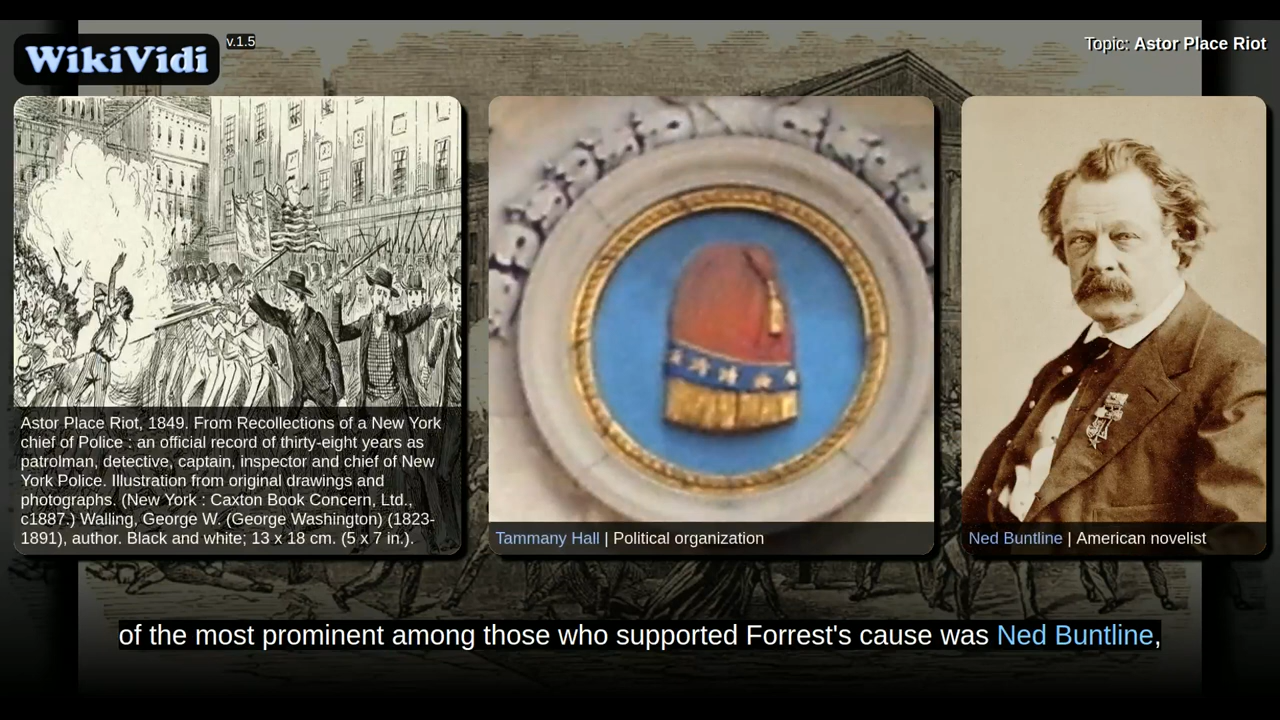 WikiVidi
v.1.5
Topic: Astor Place Riot
Astor Place Riot, 1849. From Recollections of a New York
chief of Police : an official record of thirty-eight years as
patrolman, detective, captain, inspector and chief of New
York Police. Illustration from original drawings and
photographs. (New York : Caxton Book Concern, Ltd.,
c1887.) Walling, George W. (George Washington) (1823-
1891), author. Black and white; 13 x 18 cm. (5 x 7 in.).
Tammany Hall | Political organization
Ned Buntline | American novelist
of the most prominent among those who supported Forrest's cause was Ned Buntline,